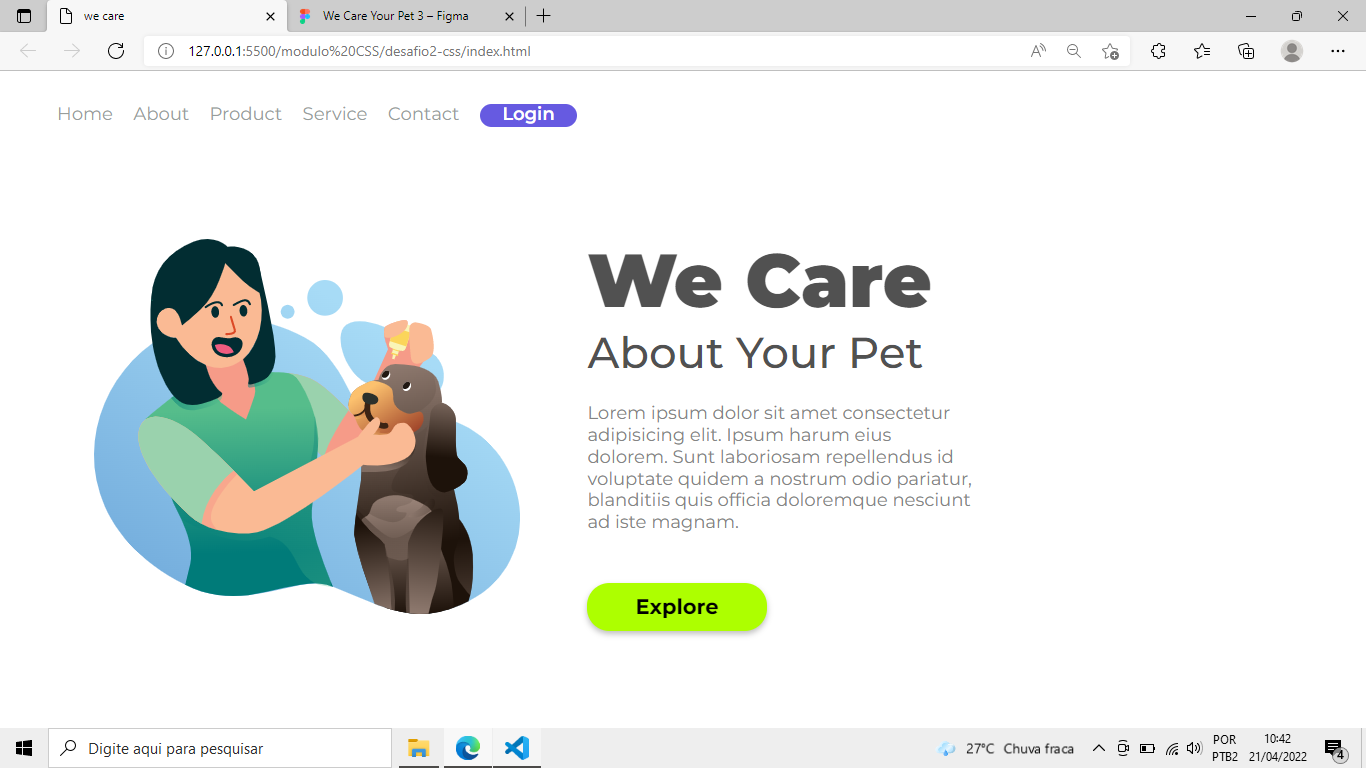 we care
We Care Your Pet 3 – Figma
127.0.0.1:5500/modulo%20CSS/desafio2-css/index.html
Home About Product Service Contact Login
We Care
About Your Pet
Lorem ipsum dolor sit amet consectetur
adipisicing elit. Ipsum harum eius
dolorem. Sunt laboriosam repellendus id
voluptate quidem a nostrum odio pariatur,
blanditiis quis officia doloremque nesciunt
ad iste magnam.
Explore
Digite aqui para pesquisar
27°C Chuva fraca
POR
PTB2
10:42
21/04/2022
4